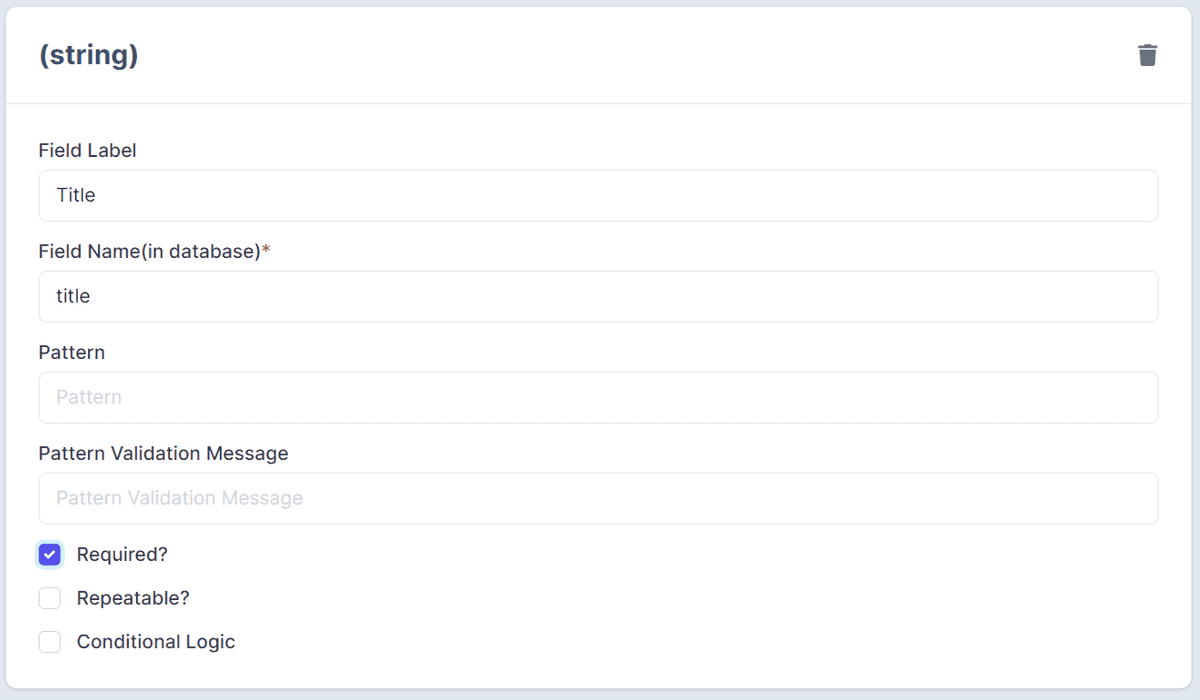 (string)
Field Label
Title
Field Name(in database)*
title
Pattern
Pattern
Pattern Validation Message
Pattern Validation Message
Required?
Repeatable?
Conditional Logic